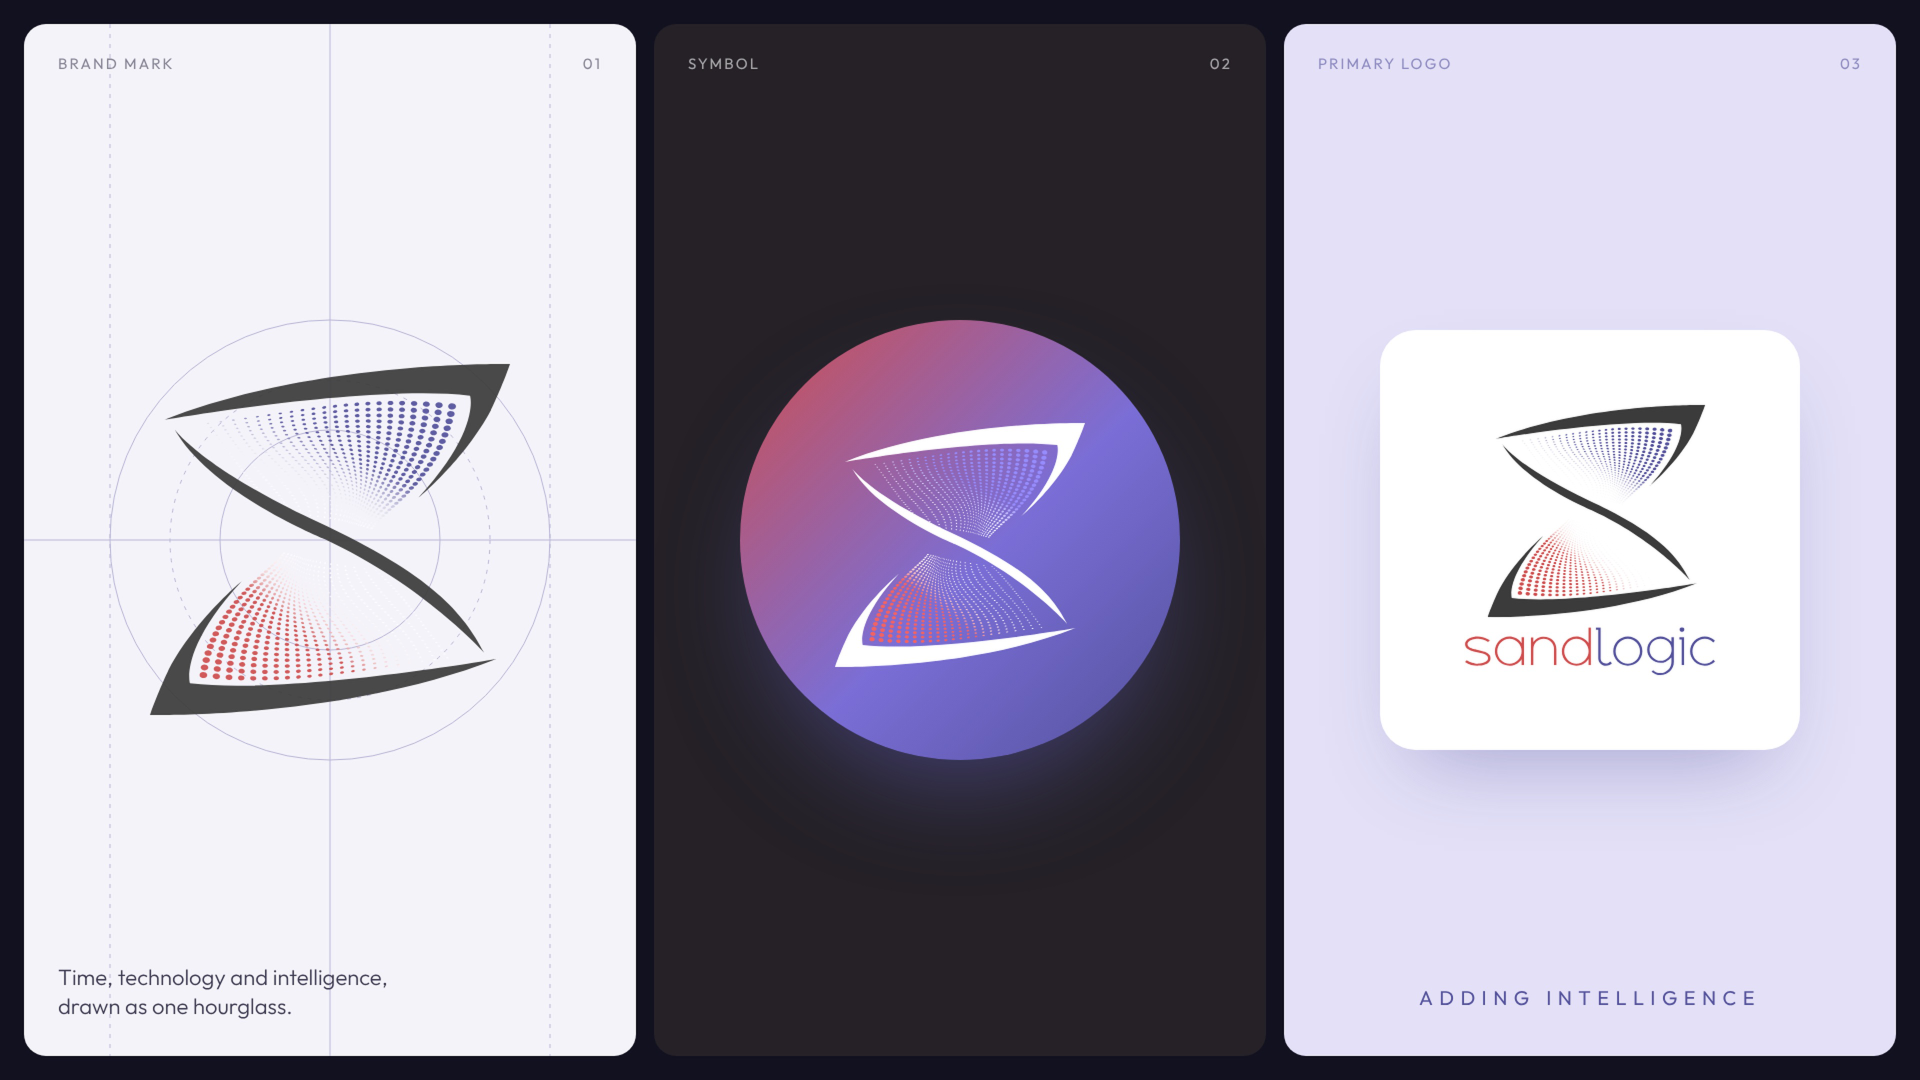 BRAND MARK 01
Time, technology and intelligence,
drawn as one hourglass.
SYMBOL 02
PRIMARY LOGO 03
sandlogic
ADDING INTELLIGENCE